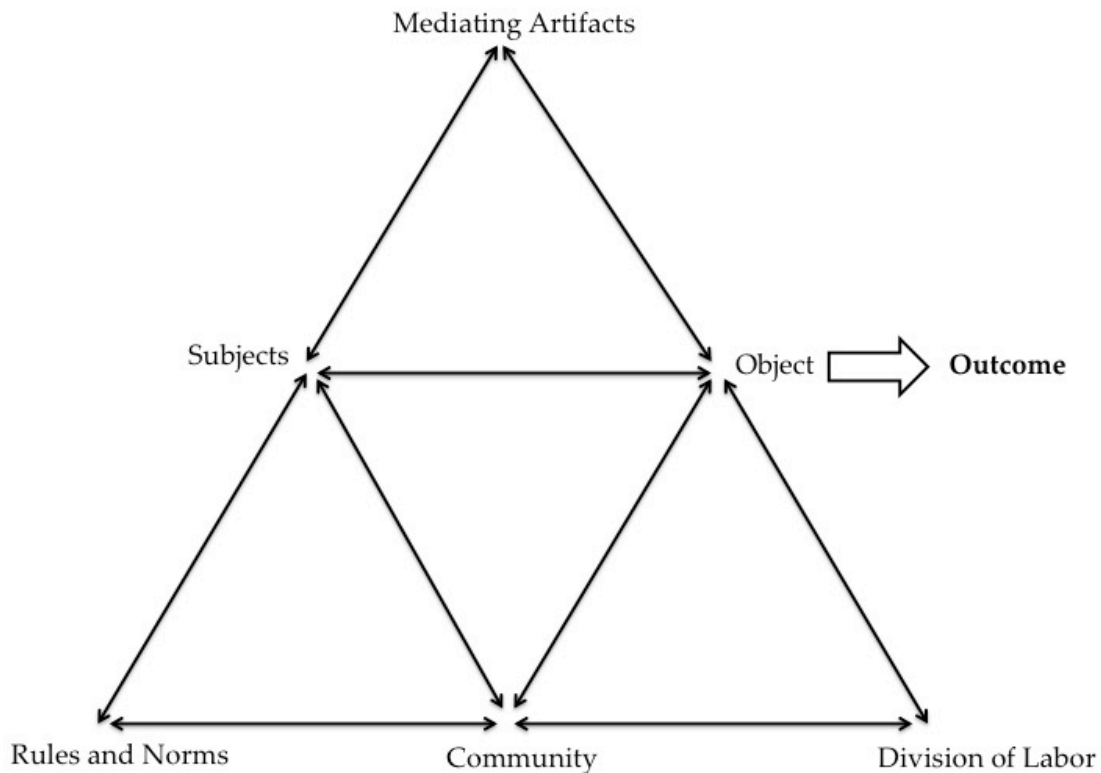 Mediating Artifacts
Subjects
Object
Outcome
Rules and Norms
Community
Division of Labor